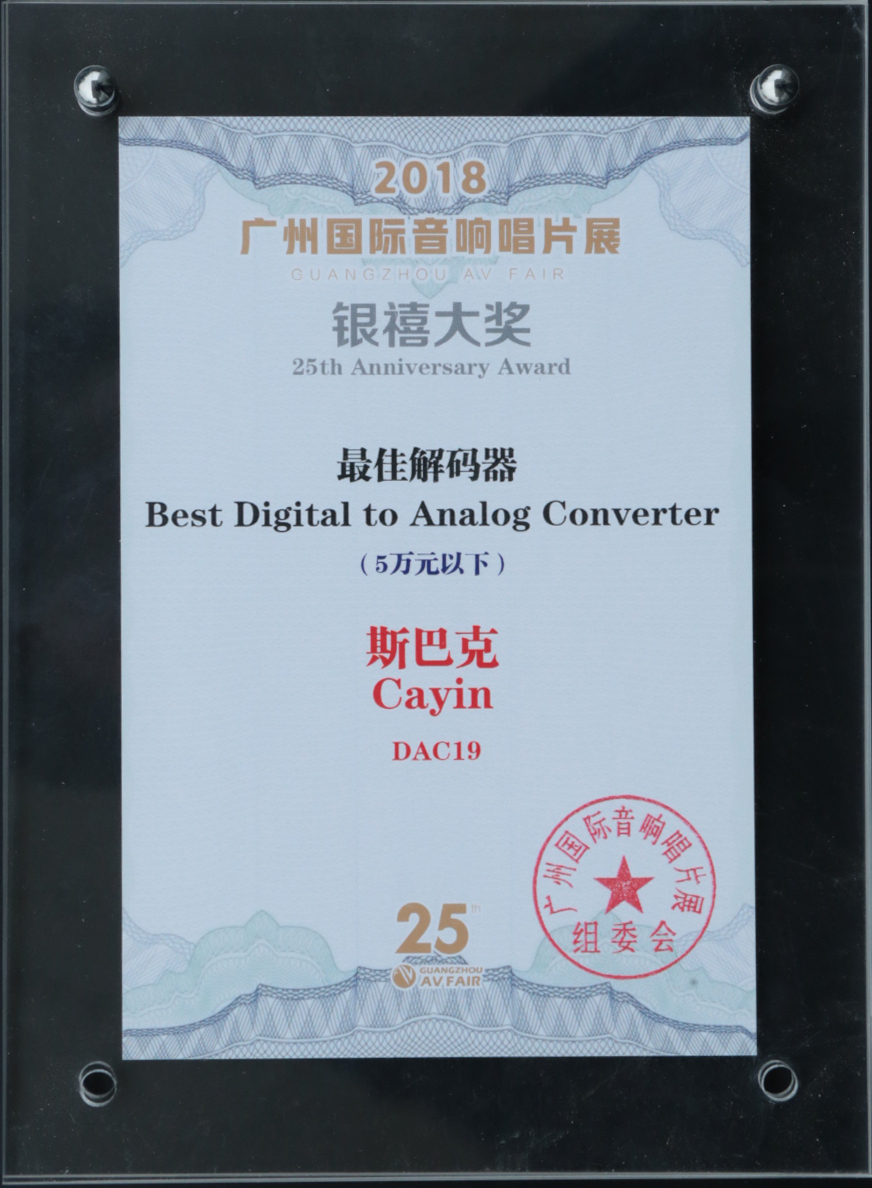 2018
广州国际音响唱片展
GUANGZHOU AV FAIR
银禧大奖
25th Anniversary Award
最佳解码器
Best Digital to Analog Converter
（5万元以下）
斯巴克
Cayin
DAC19
广州国际音响唱片展
组委会
25th
GUANGZHOU
AV FAIR